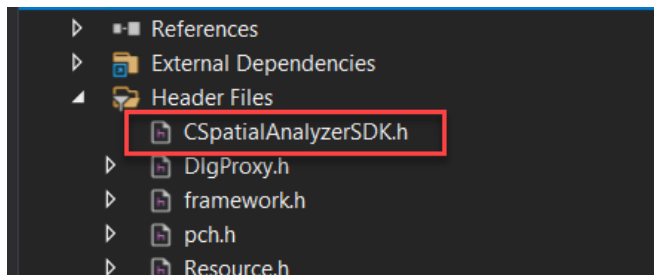 References
External Dependencies
Header Files
CSpatialAnalyzerSDK.h
DlgProxy.h
framework.h
pch.h
Resource.h